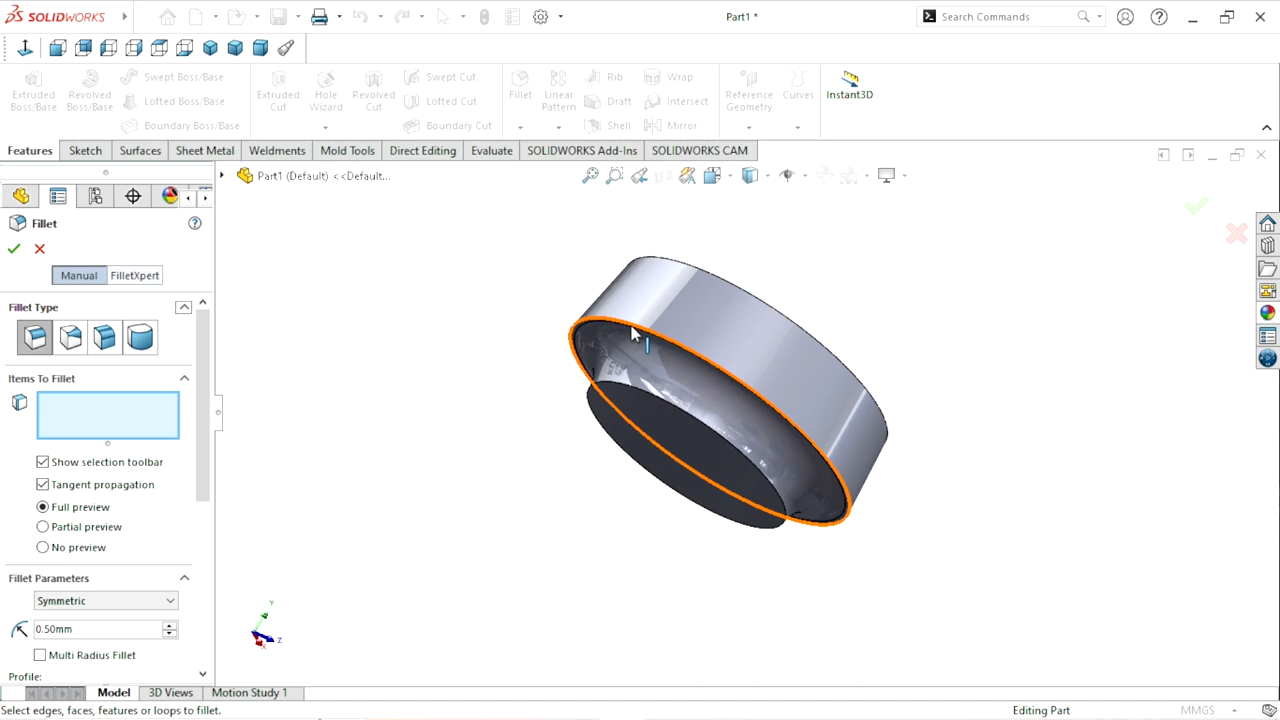 SOLIDWORKS
Part1 *
Search Commands
Extruded Boss/Base
Revolved Boss/Base
Swept Boss/Base
Lofted Boss/Base
Boundary Boss/Base
Extruded Cut
Hole Wizard
Revolved Cut
Swept Cut
Lofted Cut
Boundary Cut
Fillet
Linear Pattern
Rib
Draft
Shell
Wrap
Intersect
Mirror
Reference Geometry
Curves
Instant3D
Features
Sketch
Surfaces
Sheet Metal
Weldments
Mold Tools
Direct Editing
Evaluate
SOLIDWORKS Add-Ins
SOLIDWORKS CAM
Part1 (Default) <<Default...
Fillet
Manual
FilletXpert
Fillet Type
Items To Fillet
Show selection toolbar
Tangent propagation
Full preview
Partial preview
No preview
Fillet Parameters
Symmetric
0.50mm
Multi Radius Fillet
Profile:
Y
Z
X
Model
3D Views
Motion Study 1
Select edges, faces, features or loops to fillet.
Editing Part
MMGS